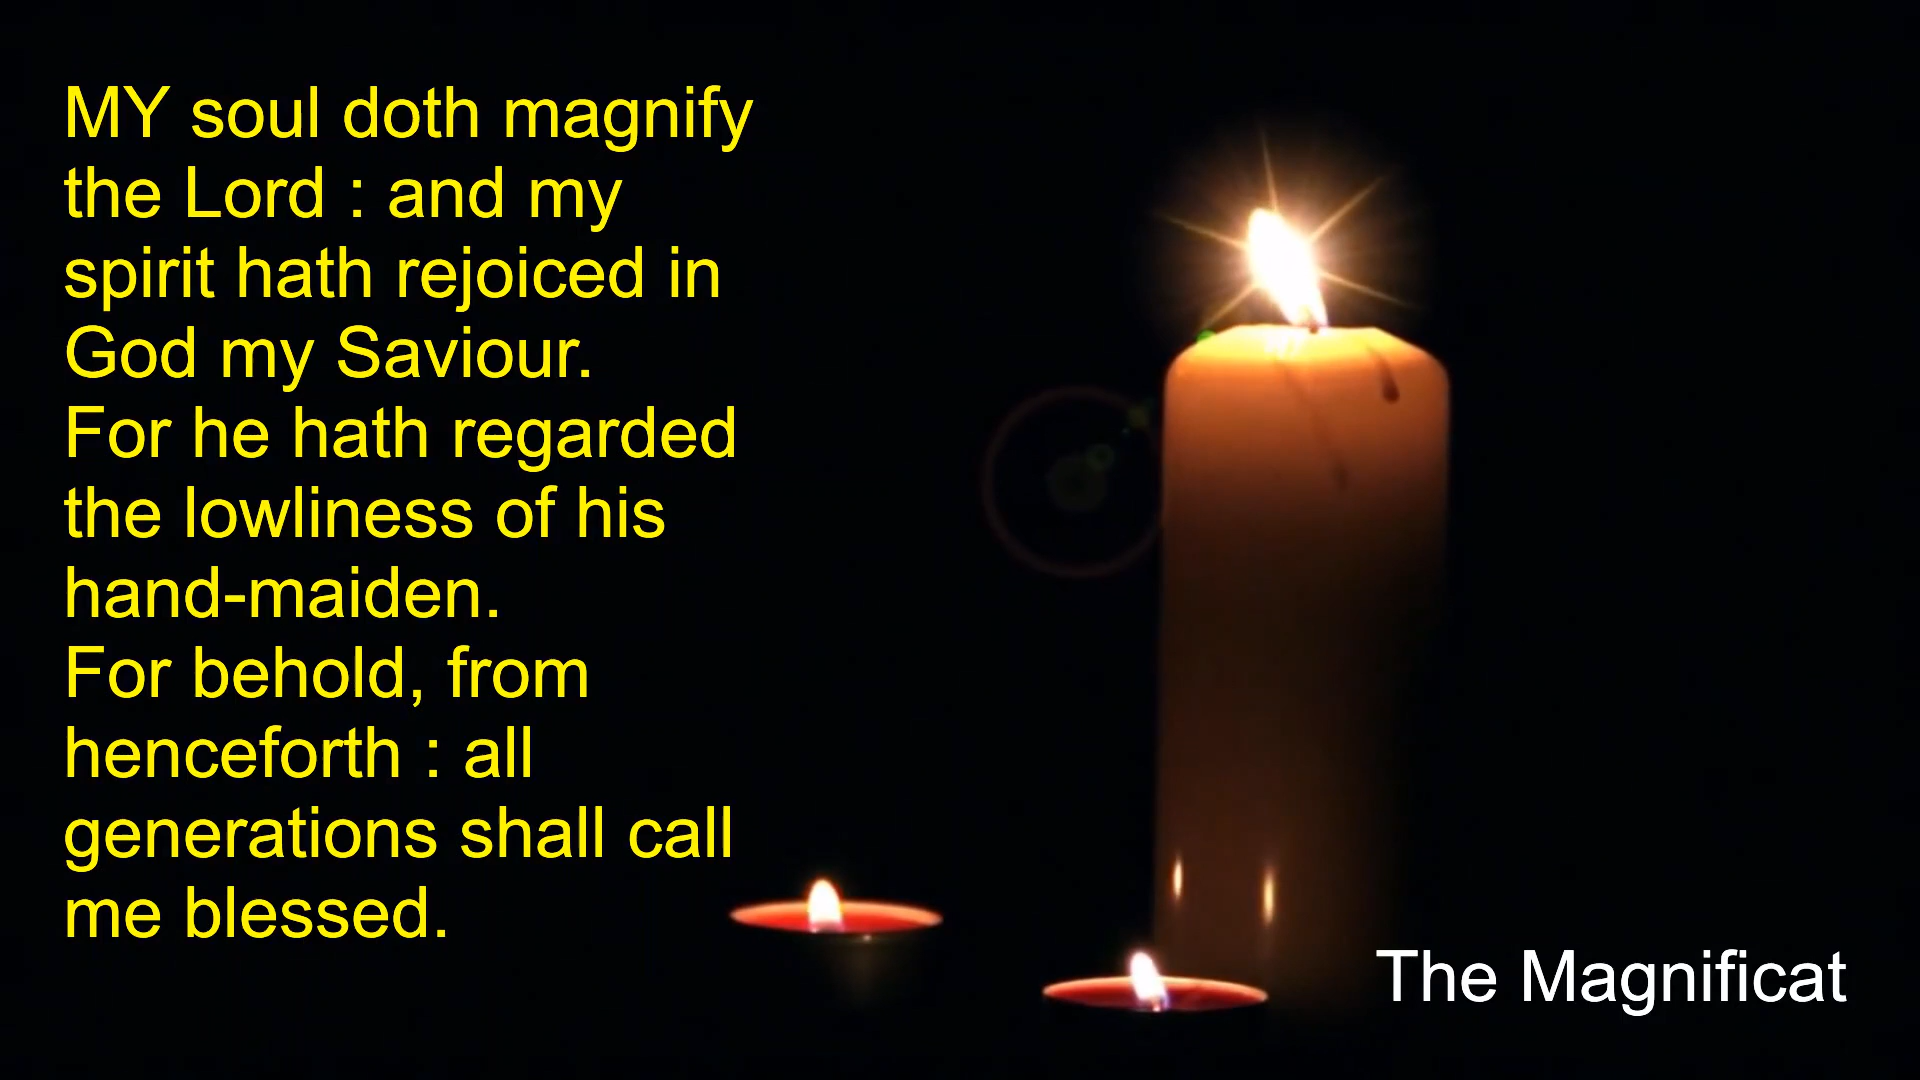 MY soul doth magnify
the Lord : and my
spirit hath rejoiced in
God my Saviour.
For he hath regarded
the lowliness of his
hand-maiden.
For behold, from
henceforth : all
generations shall call
me blessed.
The Magnificat